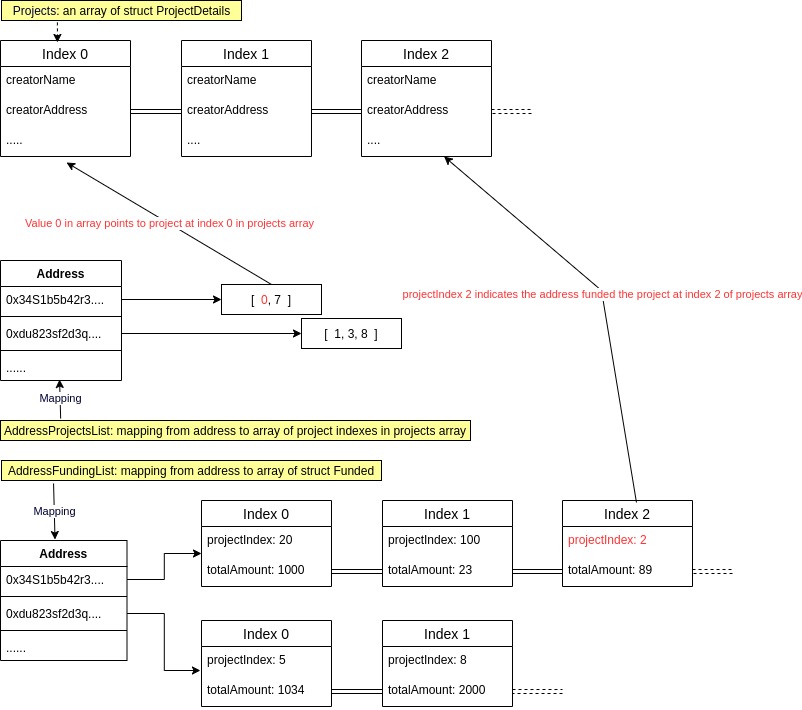 Projects: an array of struct ProjectDetails
Index 0
creatorName
creatorAddress
.....
Index 1
creatorName
creatorAddress
....
Index 2
creatorName
creatorAddress
....
Value 0 in array points to project at index 0 in projects array
projectIndex 2 indicates the address funded the project at index 2 of projects array
Address
0x34S1b5b42r3....
0xdu823sf2d3q....
......
[ 0, 7 ]
[ 1, 3, 8 ]
Mapping
AddressProjectsList: mapping from address to array of project indexes in projects array
AddressFundingList: mapping from address to array of struct Funded
Mapping
Address
0x34S1b5b42r3....
0xdu823sf2d3q....
......
Index 0
projectIndex: 20
totalAmount: 1000
Index 1
projectIndex: 100
totalAmount: 23
Index 2
projectIndex: 2
totalAmount: 89
Index 0
projectIndex: 5
totalAmount: 1034
Index 1
projectIndex: 8
totalAmount: 2000